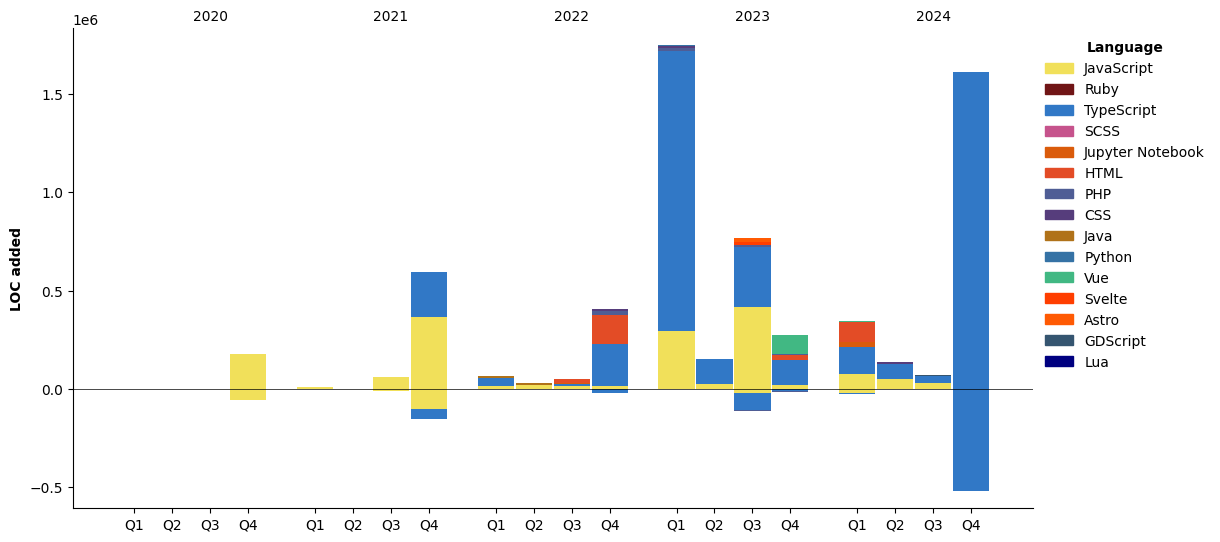 1e6
2020 2021 2022 2023 2024
LOC added
1.5
1.0
0.5
0.0
−0.5
Q1 Q2 Q3 Q4 Q1 Q2 Q3 Q4 Q1 Q2 Q3 Q4 Q1 Q2 Q3 Q4 Q1 Q2 Q3 Q4
Language
JavaScript
Ruby
TypeScript
SCSS
Jupyter Notebook
HTML
PHP
CSS
Java
Python
Vue
Svelte
Astro
GDScript
Lua